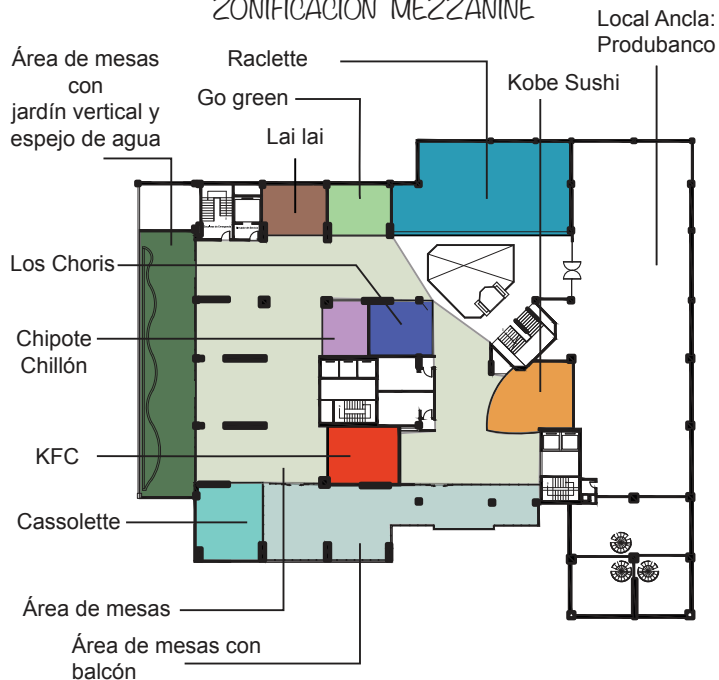 ZONIFICACIÓN MEZZANINE
Local Ancla:
Produbanco
Área de mesas
con
jardín vertical y
espejo de agua
Raclette
Go green
Kobe Sushi
Lai lai
Los Choris
Chipote
Chillón
KFC
Cassolette
Área de mesas
Área de mesas con
balcón